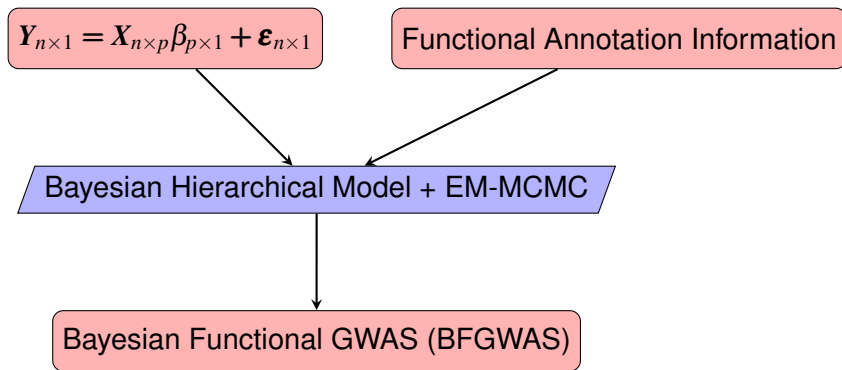 Y_{n×1} = X_{n×p}β_{p×1} + ε_{n×1}
Functional Annotation Information
Bayesian Hierarchical Model + EM-MCMC
Bayesian Functional GWAS (BFGWAS)